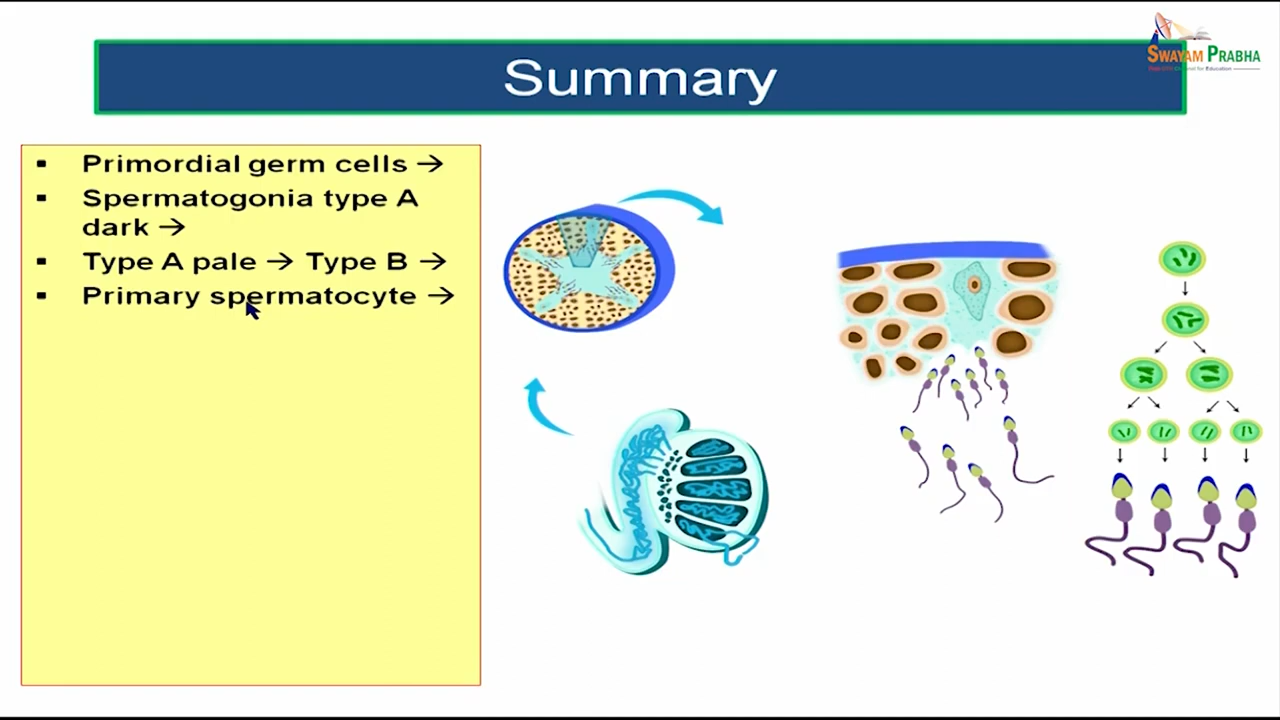 Summary
SWAYAM PRABHA
▪ Primordial germ cells →
▪ Spermatogonia type A
dark →
▪ Type A pale → Type B →
▪ Primary spermatocyte →